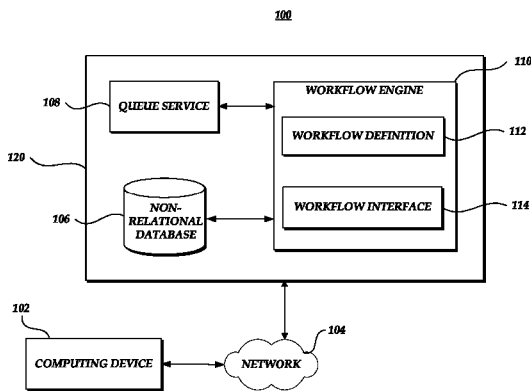 100
110
108
QUEUE SERVICE
WORKFLOW ENGINE
WORKFLOW DEFINITION
112
120
106
NON-
RELATIONAL
DATABASE
WORKFLOW INTERFACE
114
102
104
COMPUTING DEVICE
NETWORK